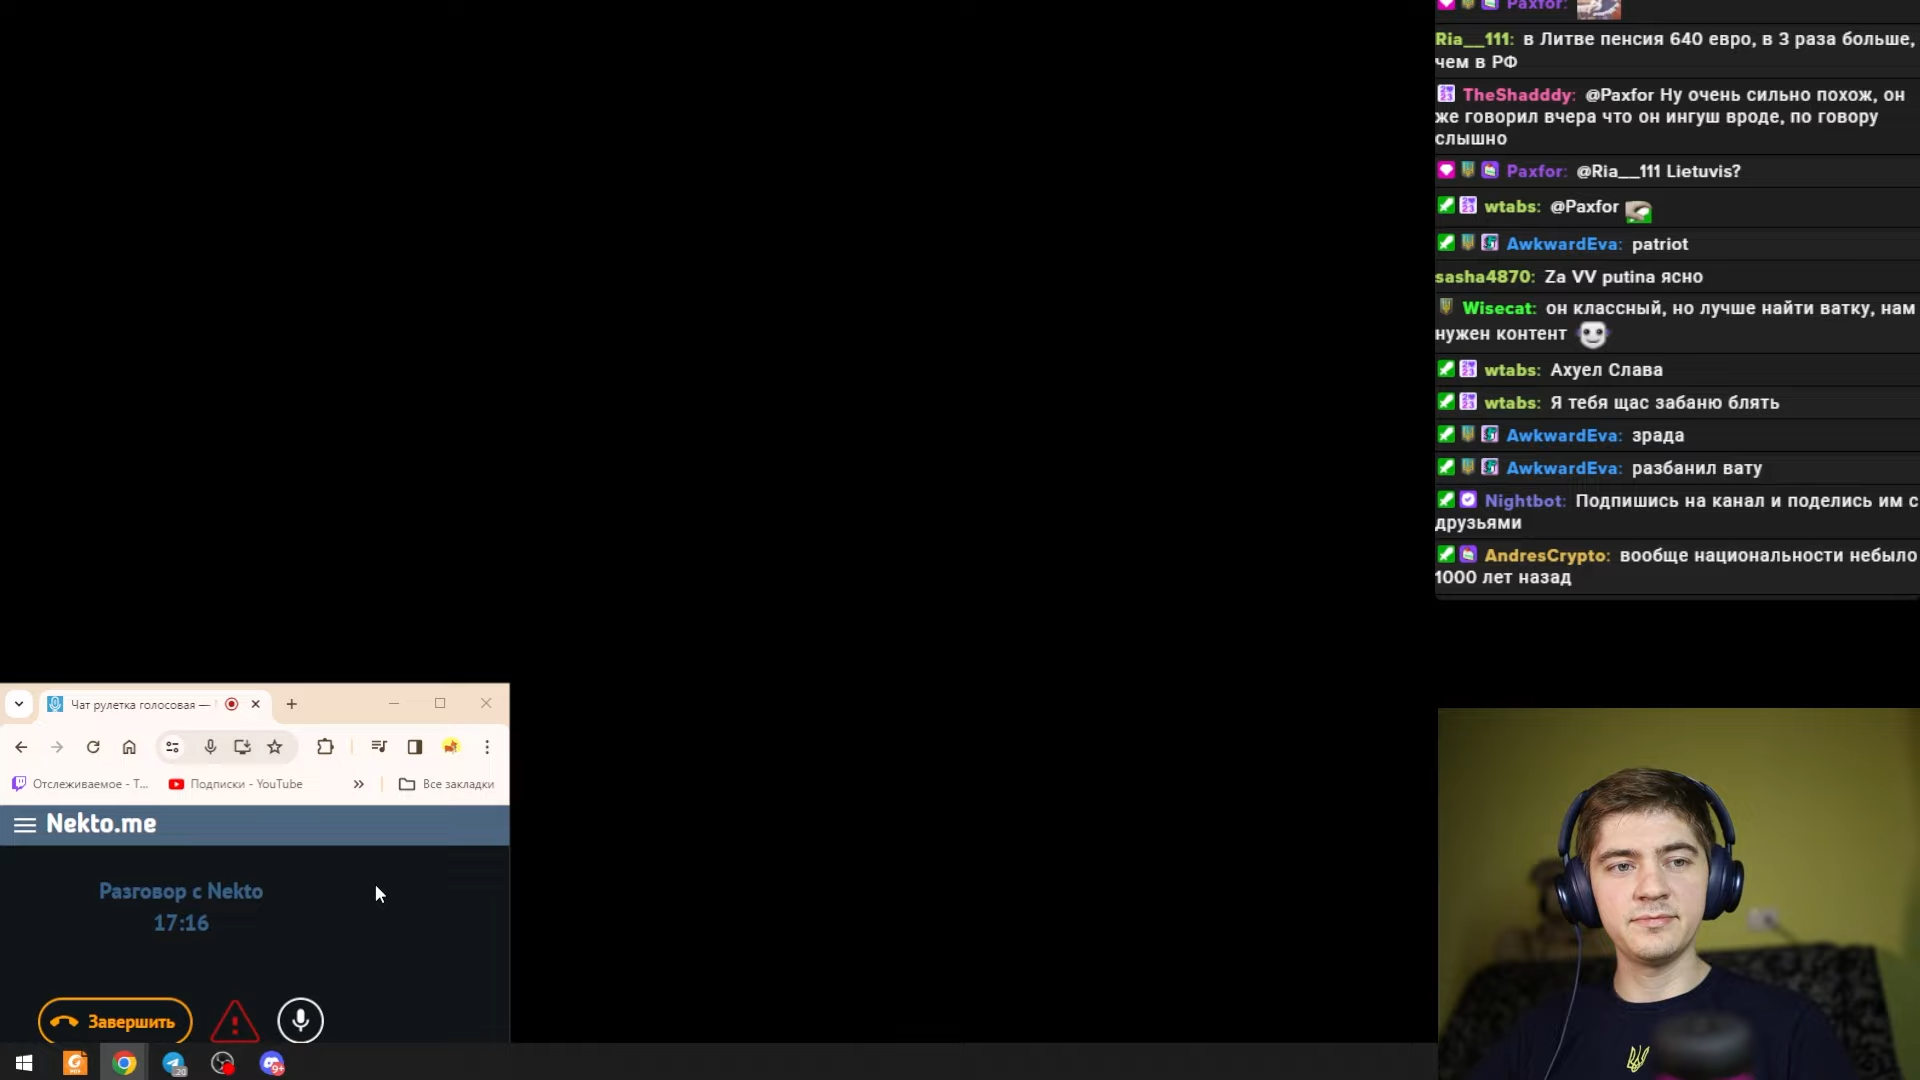 Paxfor:
Ria__111: в Литве пенсия 640 евро, в 3 раза больше,
чем в РФ
TheShadddy: @Paxfor Ну очень сильно похож, он
же говорил вчера что он ингуш вроде, по говору
слышно
Paxfor: @Ria__111 Lietuvis?
wtabs: @Paxfor
AwkwardEva: patriot
sasha4870: Za VV putina ясно
Wisecat: он классный, но лучше найти ватку, нам
нужен контент
wtabs: Ахуел Слава
wtabs: Я тебя щас забаню блять
AwkwardEva: зрада
AwkwardEva: разбанил вату
Nightbot: Подпишись на канал и поделись им с
друзьями
AndresCrypto: вообще национальности небыло
1000 лет назад
Чат рулетка голосовая —
Отслеживаемое - Т...
Подписки - YouTube
Все закладки
Nekto.me
Разговор с Nekto
17:16
Завершить